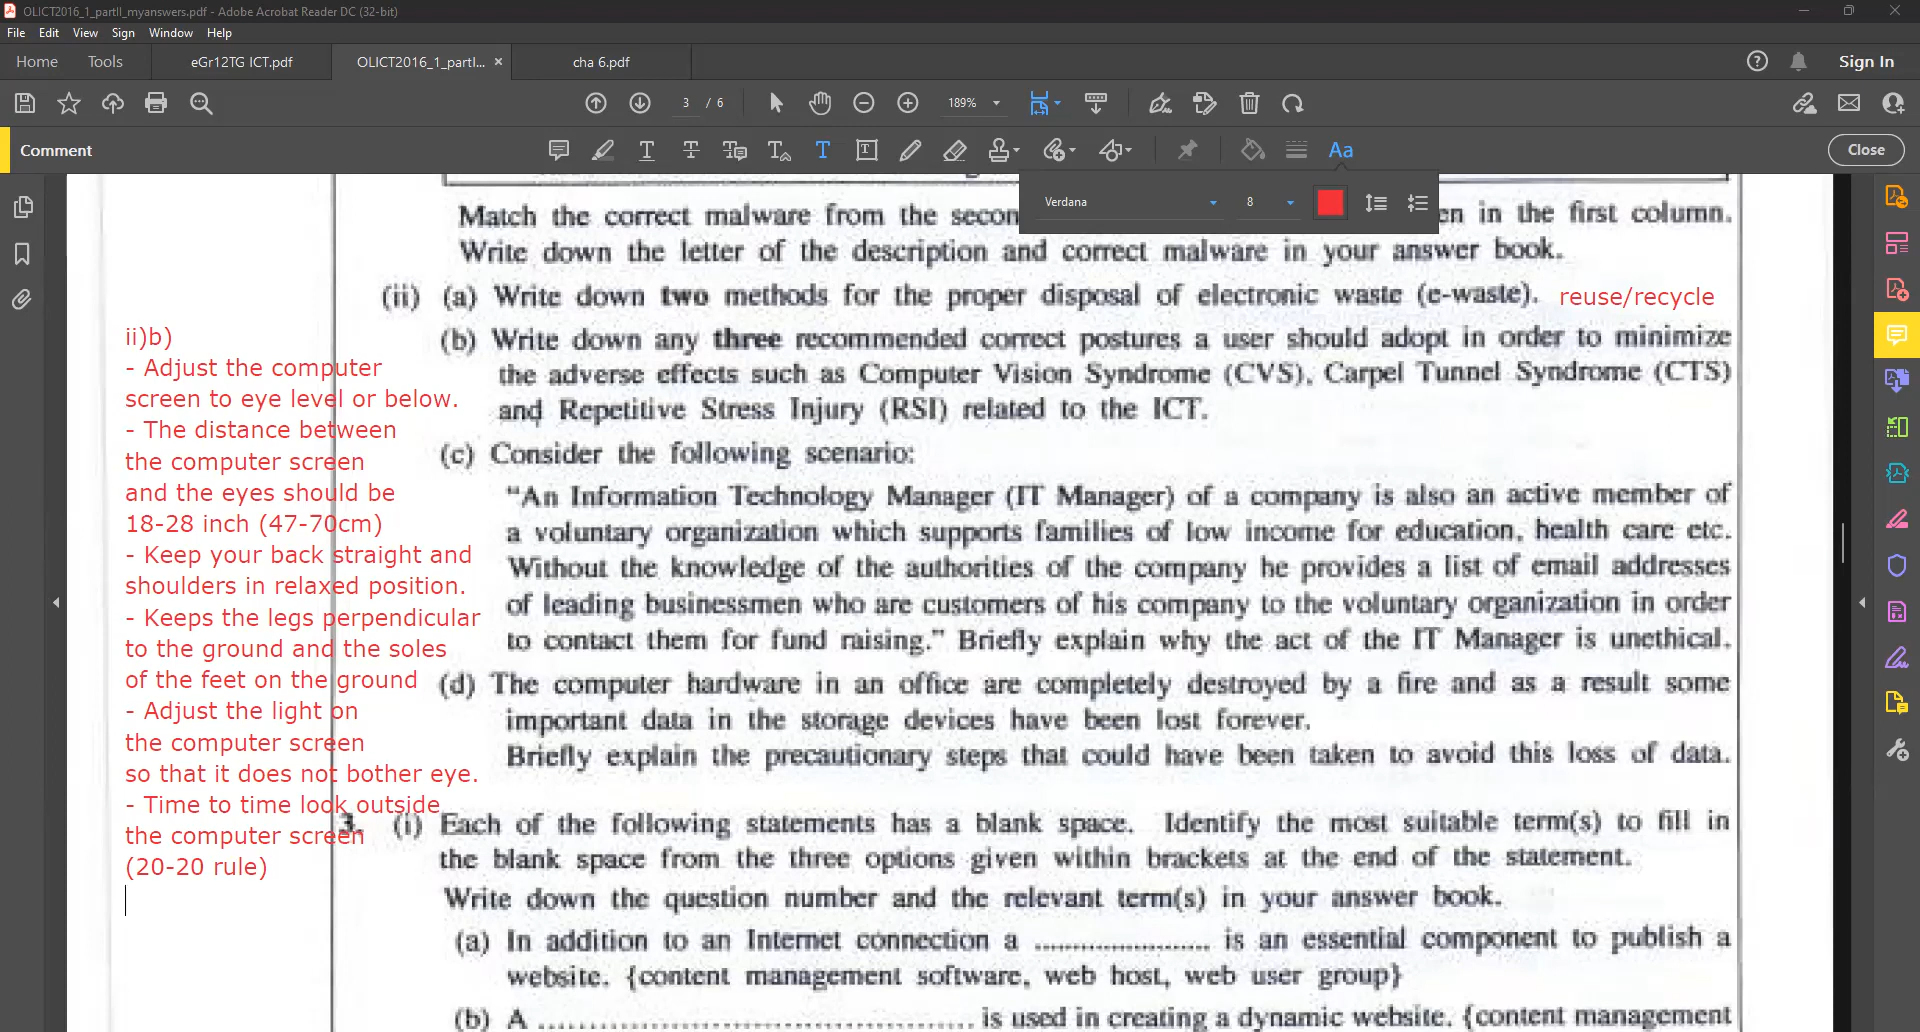 OLICT2016_1_partII_myanswers.pdf - Adobe Acrobat Reader DC (32-bit)
File Edit View Sign Window Help
Home Tools eGr12TG ICT.pdf OLICT2016_1_partI... × cha 6.pdf Sign In
3 / 6 189%
Comment Close
Verdana 8
Match the correct malware from the secon en in the first column.
Write down the letter of the description and correct malware in your answer book.
(ii) (a) Write down two methods for the proper disposal of electronic waste (e-waste). reuse/recycle
(b) Write down any three recommended correct postures a user should adopt in order to minimize
the adverse effects such as Computer Vision Syndrome (CVS), Carpel Tunnel Syndrome (CTS)
and Repetitive Stress Injury (RSI) related to the ICT.
(c) Consider the following scenario:
"An Information Technology Manager (IT Manager) of a company is also an active member of
a voluntary organization which supports families of low income for education, health care etc.
Without the knowledge of the authorities of the company he provides a list of email addresses
of leading businessmen who are customers of his company to the voluntary organization in order
to contact them for fund raising." Briefly explain why the act of the IT Manager is unethical.
(d) The computer hardware in an office are completely destroyed by a fire and as a result some
important data in the storage devices have been lost forever.
Briefly explain the precautionary steps that could have been taken to avoid this loss of data.
3. (i) Each of the following statements has a blank space. Identify the most suitable term(s) to fill in
the blank space from the three options given within brackets at the end of the statement.
Write down the question number and the relevant term(s) in your answer book.
(a) In addition to an Internet connection a ........................ is an essential component to publish a
website. {content management software, web host, web user group}
(b) A ........................................ is used in creating a dynamic website. {content management
ii)b)
- Adjust the computer
screen to eye level or below.
- The distance between
the computer screen
and the eyes should be
18-28 inch (47-70cm)
- Keep your back straight and
shoulders in relaxed position.
- Keeps the legs perpendicular
to the ground and the soles
of the feet on the ground
- Adjust the light on
the computer screen
so that it does not bother eye.
- Time to time look outside
the computer screen
(20-20 rule)